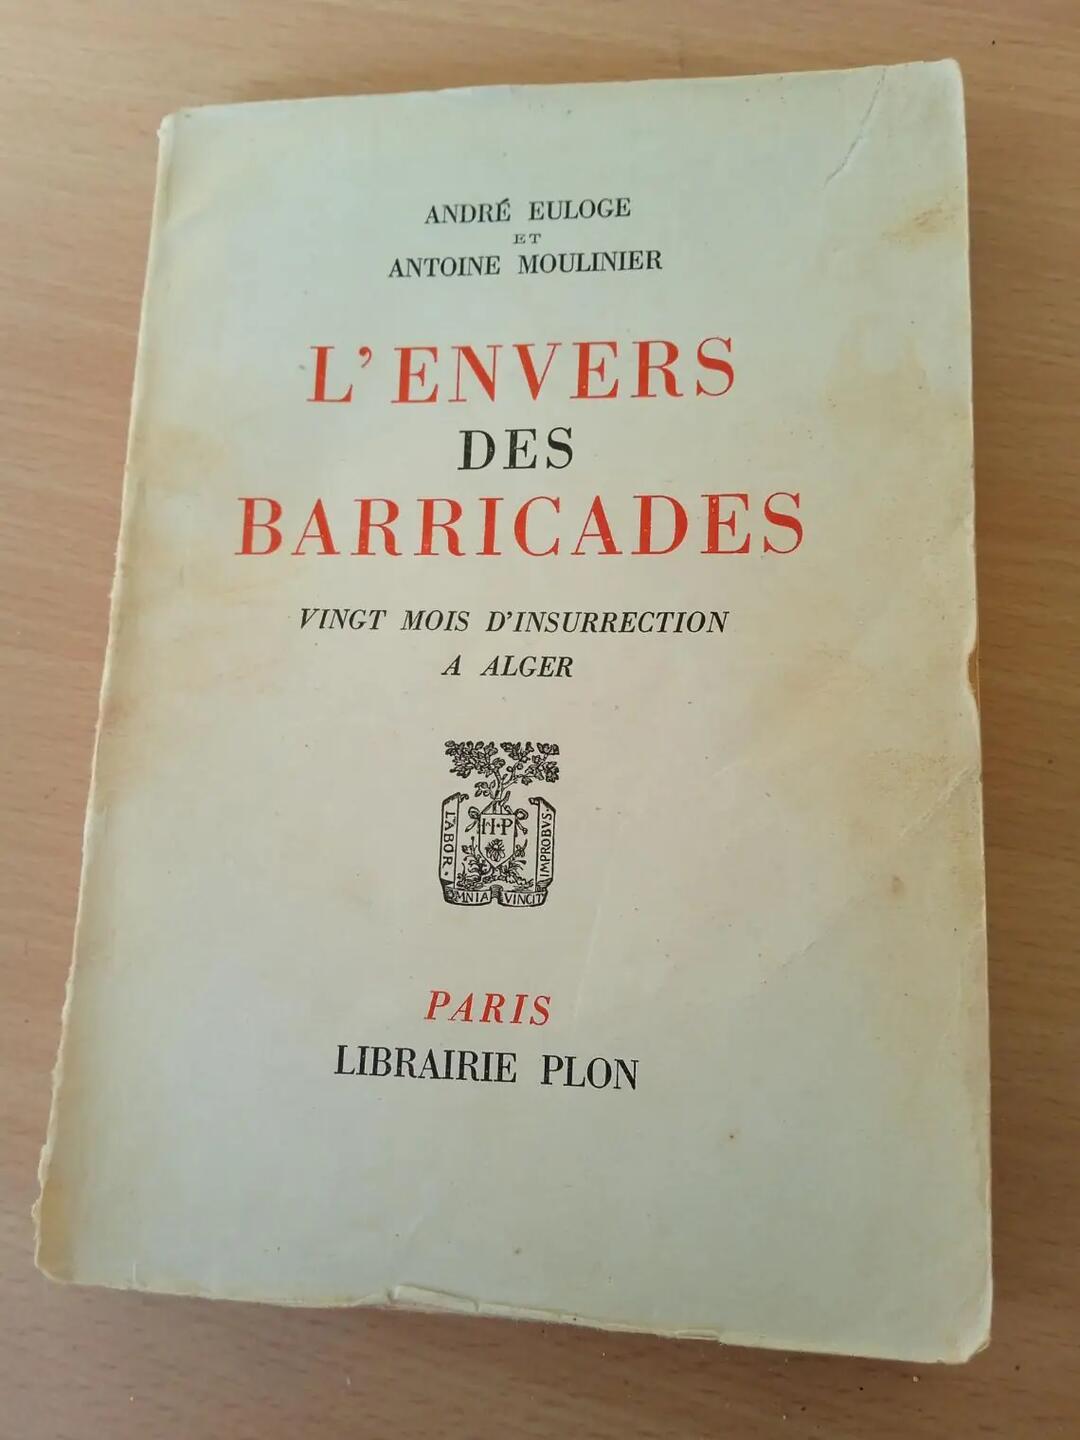 ANDRÉ EULOGE
ET
ANTOINE MOULINIER
L'ENVERS
DES
BARRICADES
VINGT MOIS D'INSURRECTION
A ALGER
H·P
LABOR·
IMPROBVS·
OMNIA VINCIT
PARIS
LIBRAIRIE PLON